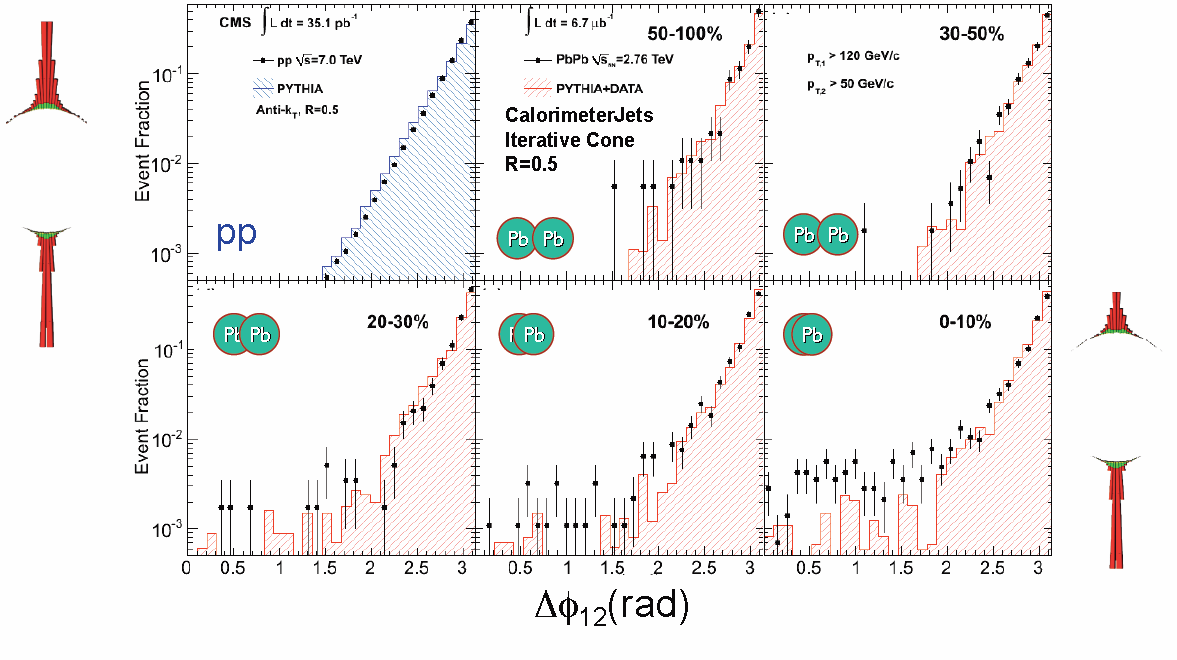 CMS ∫ L dt = 35.1 pb⁻¹
pp √s=7.0 TeV
PYTHIA
Anti-k_T, R=0.5
pp
Event Fraction
10⁻¹
10⁻²
10⁻³
∫ L dt = 6.7 μb⁻¹
50-100%
PbPb √s_NN=2.76 TeV
PYTHIA+DATA
CalorimeterJets
Iterative Cone
R=0.5
Pb Pb
30-50%
p_T,1 > 120 GeV/c
p_T,2 > 50 GeV/c
Pb Pb
Pb Pb
20-30%
Event Fraction
10⁻¹
10⁻²
10⁻³
Pb
10-20%
Pb
0-10%
0 0.5 1 1.5 2 2.5 3
0.5 1 1.5 2 2.5 3
0.5 1 1.5 2 2.5 3
Δϕ₁₂(rad)